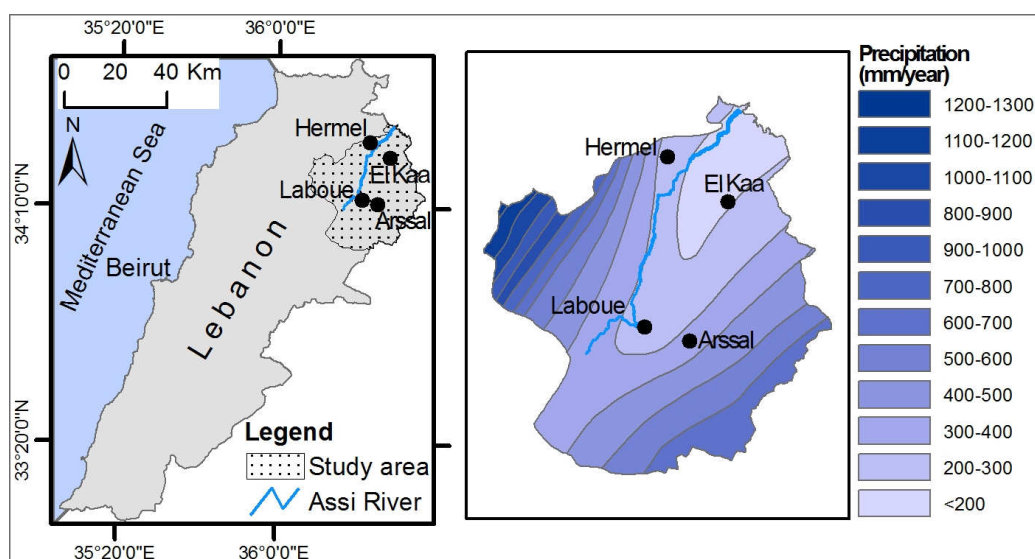 35°20'0"E
36°0'0"E
0 20 40 Km
N
Hermel
El Kaa
Laboue
Arssal
34°10'0"N
Mediterranean Sea
Beirut
Lebanon
33°20'0"N
Legend
Study area
Assi River
35°20'0"E
36°0'0"E
Hermel
El Kaa
Laboue
Arssal
Precipitation
(mm/year)
1200-1300
1100-1200
1000-1100
800-900
900-1000
700-800
600-700
500-600
400-500
300-400
200-300
<200